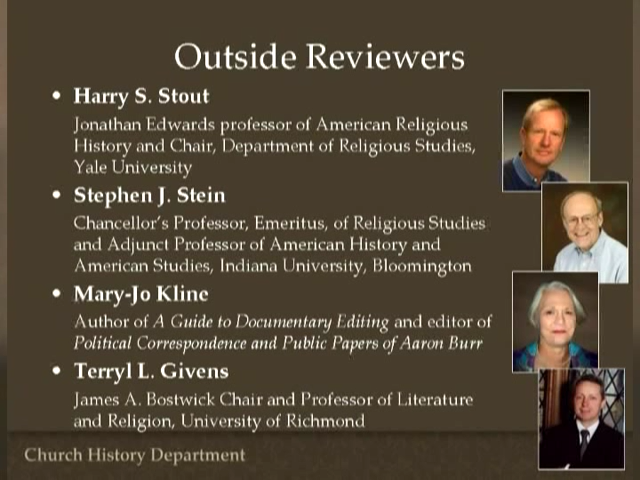 Outside Reviewers
• Harry S. Stout
Jonathan Edwards professor of American Religious
History and Chair, Department of Religious Studies,
Yale University
• Stephen J. Stein
Chancellor's Professor, Emeritus, of Religious Studies
and Adjunct Professor of American History and
American Studies, Indiana University, Bloomington
• Mary-Jo Kline
Author of A Guide to Documentary Editing and editor of
Political Correspondence and Public Papers of Aaron Burr
• Terryl L. Givens
James A. Bostwick Chair and Professor of Literature
and Religion, University of Richmond
Church History Department